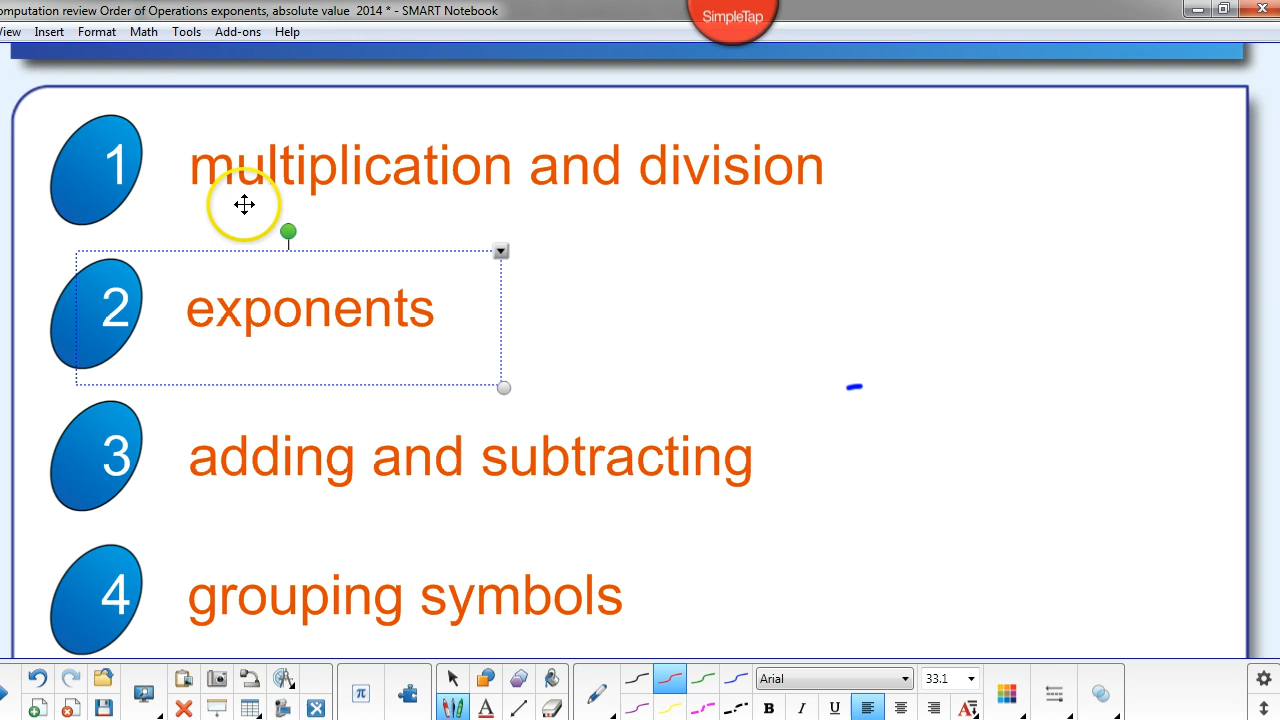 omputation review Order of Operations exponents, absolute value 2014 * - SMART Notebook
SimpleTap
View Insert Format Math Tools Add-ons Help
1 multiplication and division
2 exponents
3 adding and subtracting
4 grouping symbols
π A Arial 33.1
B I U A